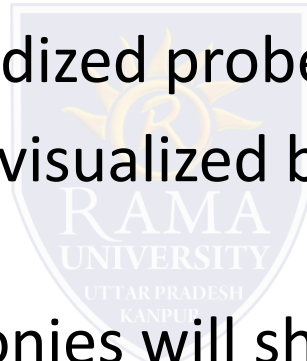 dized probe
visualized b
RAMA
UNIVERSITY
UTTAR PRADESH
KANPUR
onies will sh